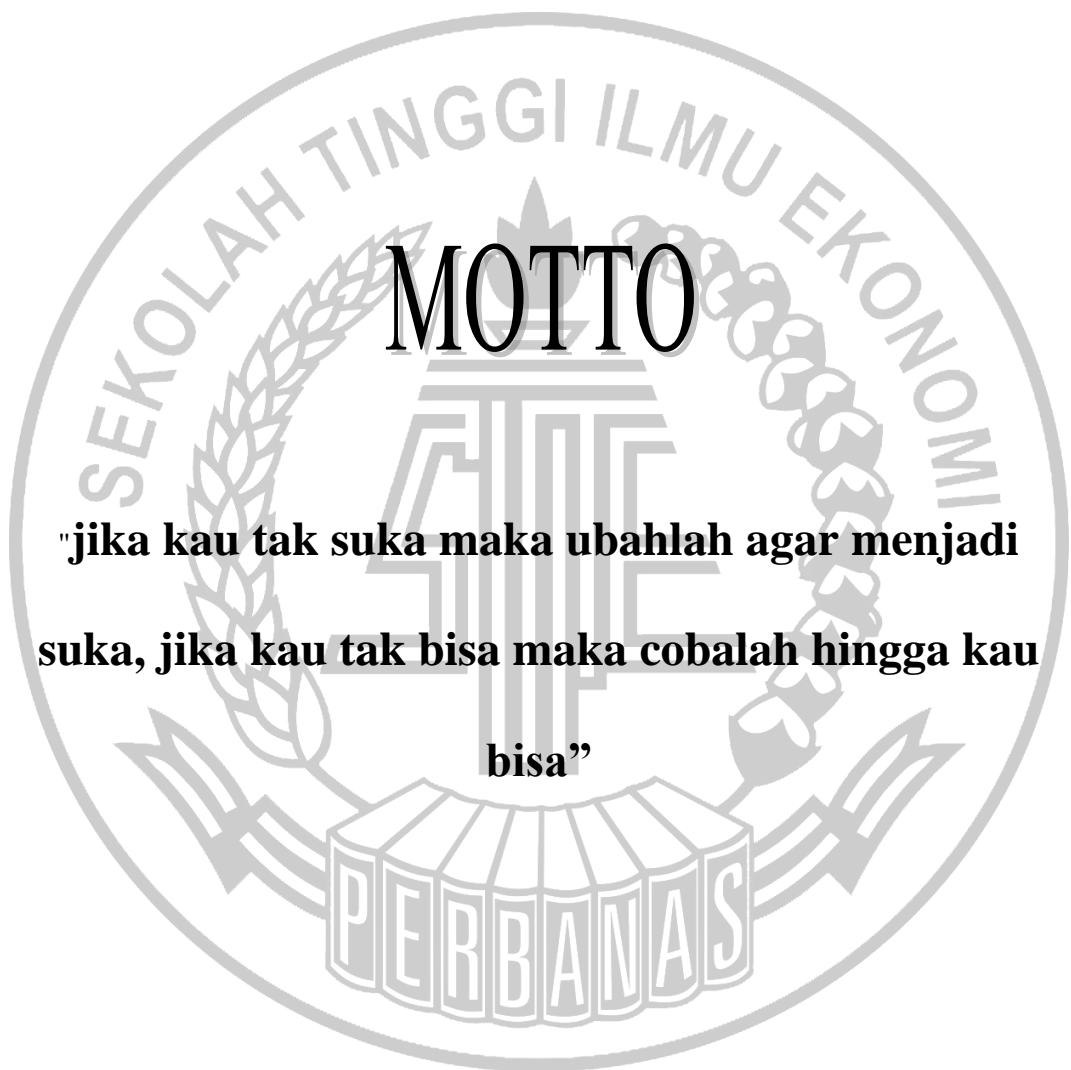 SEKOLAH TINGGI ILMU EKONOMI
MOTTO
"jika kau tak suka maka ubahlah agar menjadi
suka, jika kau tak bisa maka cobalah hingga kau
bisa”
PERBANAS